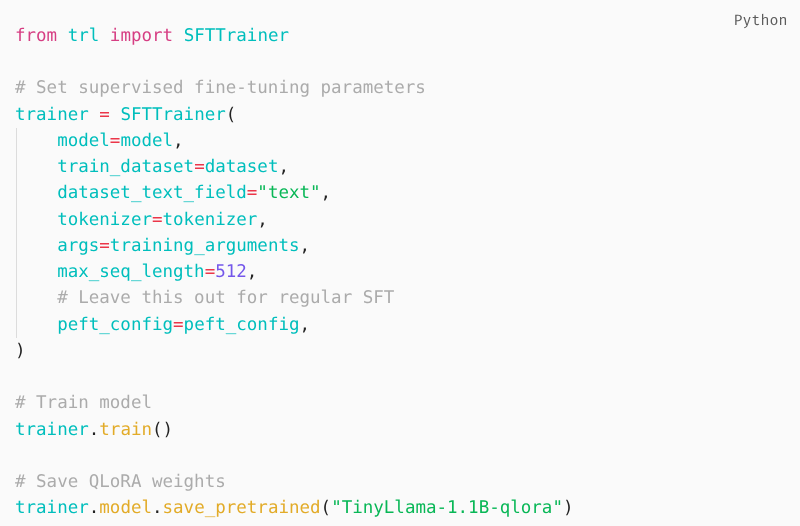 Python
from trl import SFTTrainer
# Set supervised fine-tuning parameters
trainer = SFTTrainer(
    model=model,
    train_dataset=dataset,
    dataset_text_field="text",
    tokenizer=tokenizer,
    args=training_arguments,
    max_seq_length=512,
    # Leave this out for regular SFT
    peft_config=peft_config,
)
# Train model
trainer.train()
# Save QLoRA weights
trainer.model.save_pretrained("TinyLlama-1.1B-qlora")